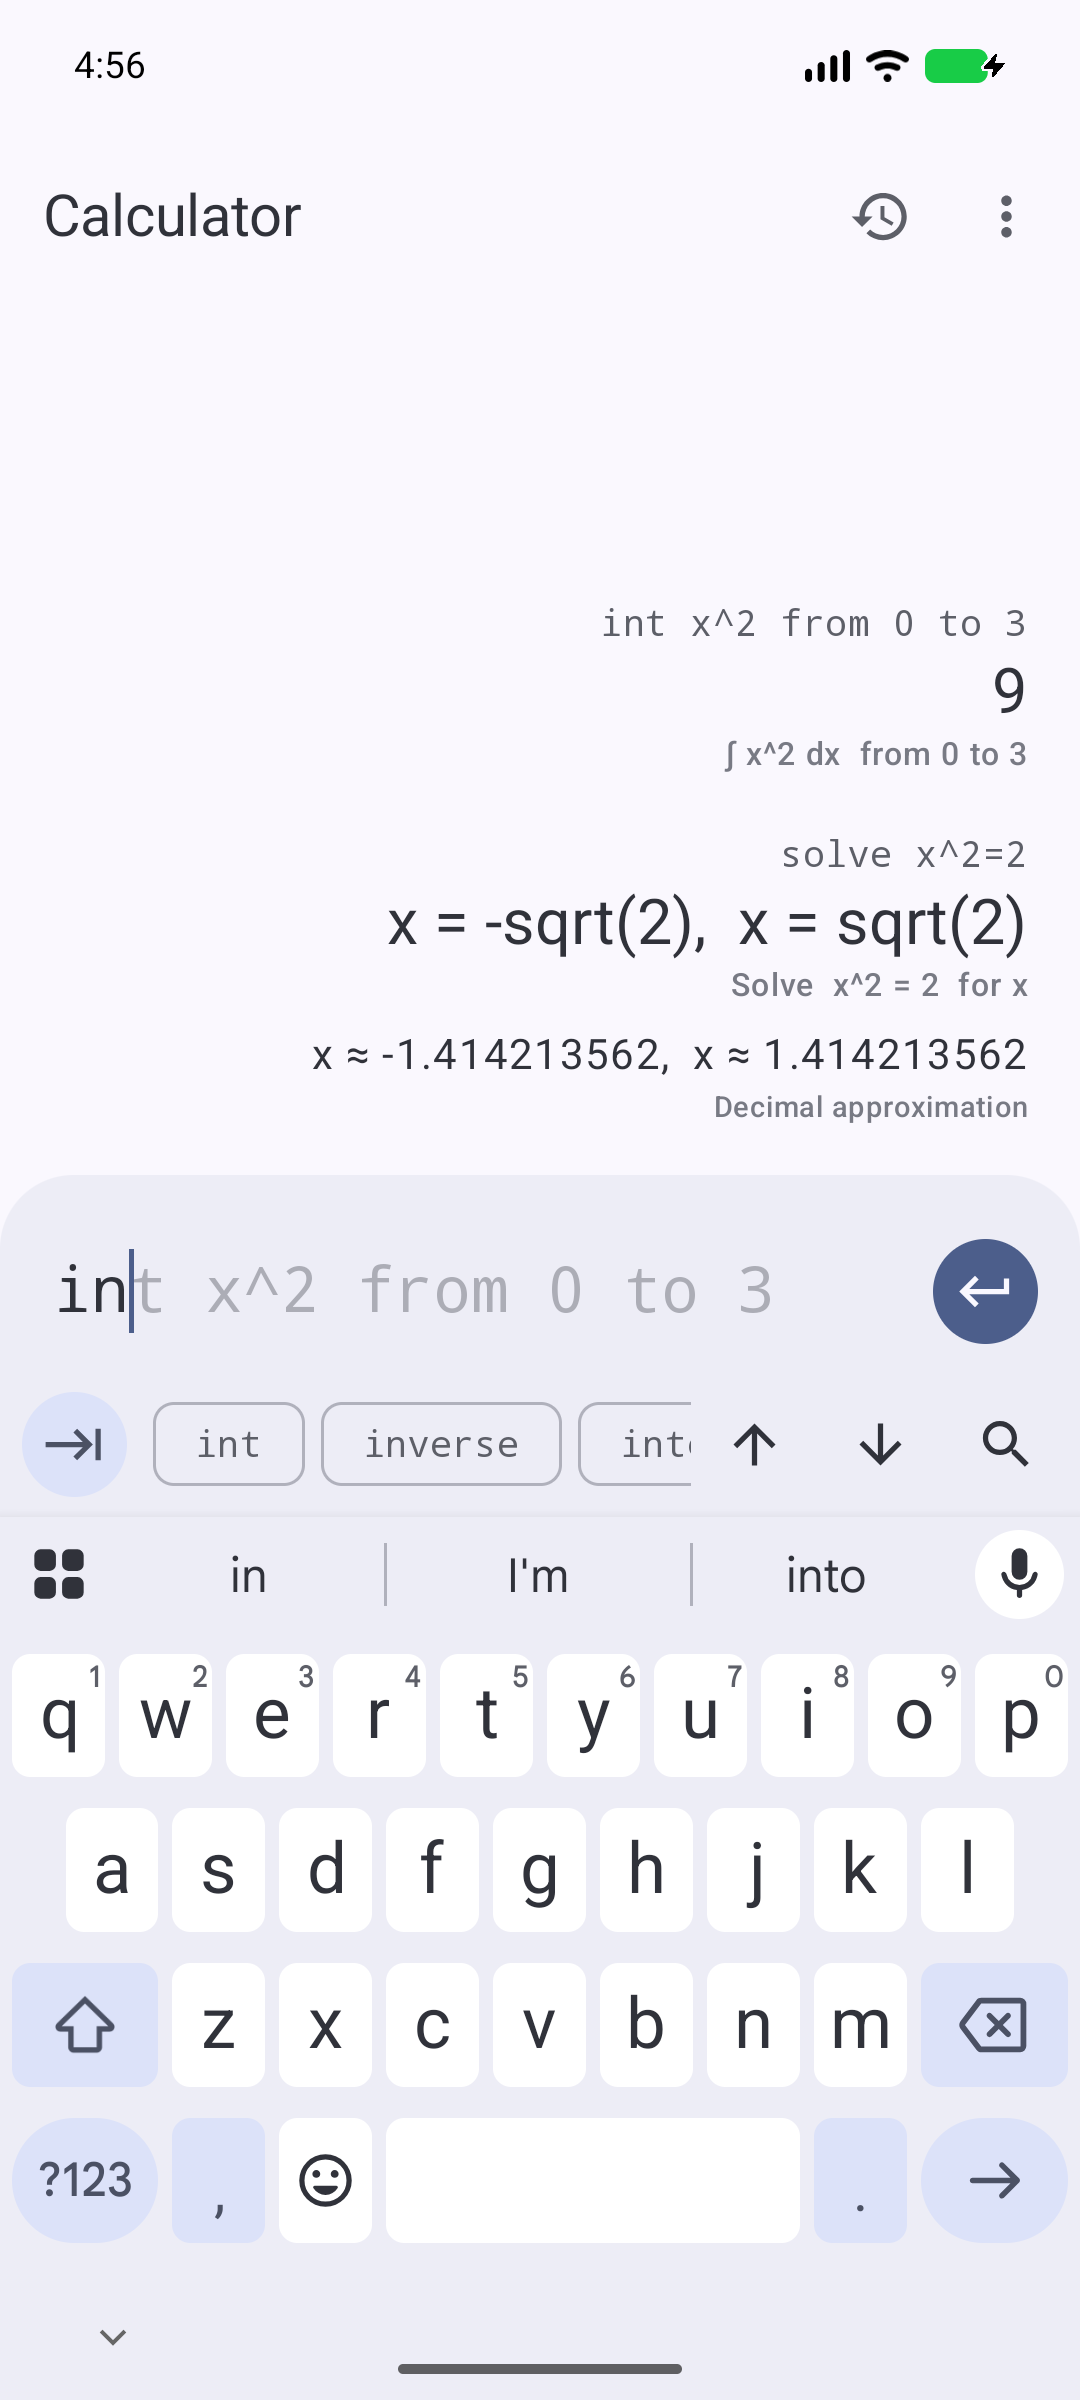 4:56
Calculator
int x^2 from 0 to 3
9
∫ x^2 dx from 0 to 3
solve x^2=2
x = -sqrt(2), x = sqrt(2)
Solve x^2 = 2 for x
x ≈ -1.414213562, x ≈ 1.414213562
Decimal approximation
int x^2 from 0 to 3
int inverse
in I'm into
q 1 w 2 e 3 r 4 t 5 y 6 u 7 i 8 o 9 p 0
a s d f g h j k l
z x c v b n m
?123 , .